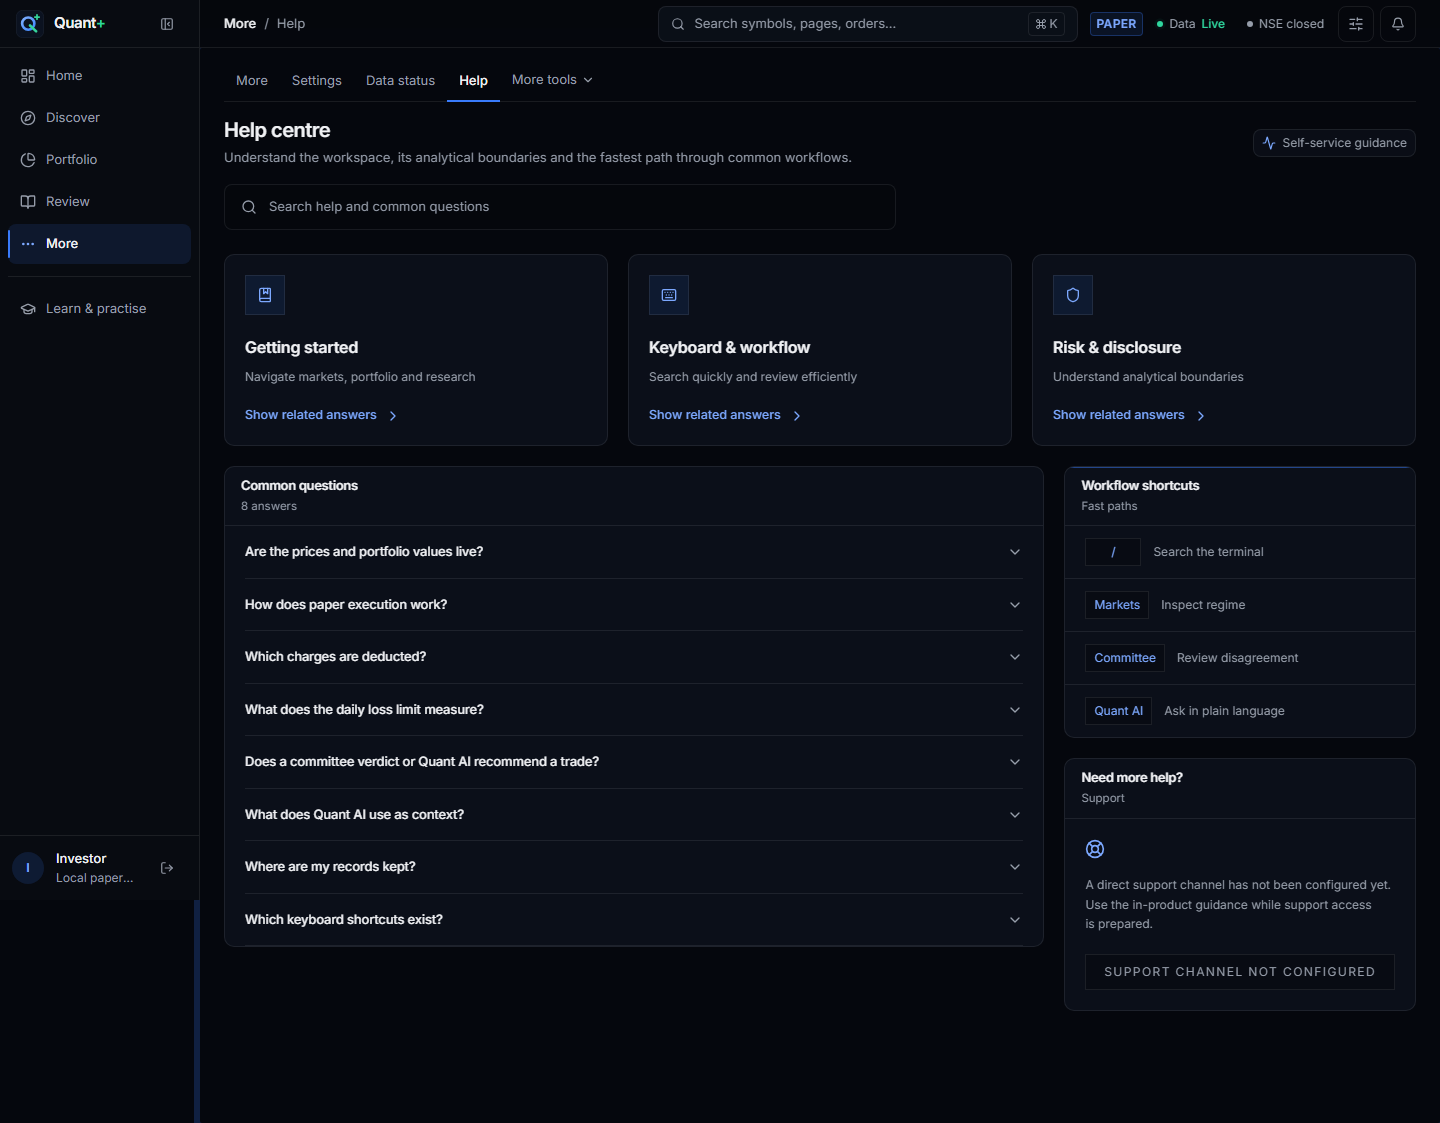 Quant+
More / Help
Search symbols, pages, orders...
⌘ K
PAPER
Data Live
NSE closed
Home
Discover
Portfolio
Review
More
Learn & practise
Investor
Local paper...
I
More
Settings
Data status
Help
More tools
Help centre
Understand the workspace, its analytical boundaries and the fastest path through common workflows.
Self-service guidance
Search help and common questions
Getting started
Navigate markets, portfolio and research
Show related answers
Keyboard & workflow
Search quickly and review efficiently
Show related answers
Risk & disclosure
Understand analytical boundaries
Show related answers
Common questions
8 answers
Are the prices and portfolio values live?
How does paper execution work?
Which charges are deducted?
What does the daily loss limit measure?
Does a committee verdict or Quant AI recommend a trade?
What does Quant AI use as context?
Where are my records kept?
Which keyboard shortcuts exist?
Workflow shortcuts
Fast paths
/ Search the terminal
Markets Inspect regime
Committee Review disagreement
Quant AI Ask in plain language
Need more help?
Support
A direct support channel has not been configured yet.
Use the in-product guidance while support access
is prepared.
SUPPORT CHANNEL NOT CONFIGURED